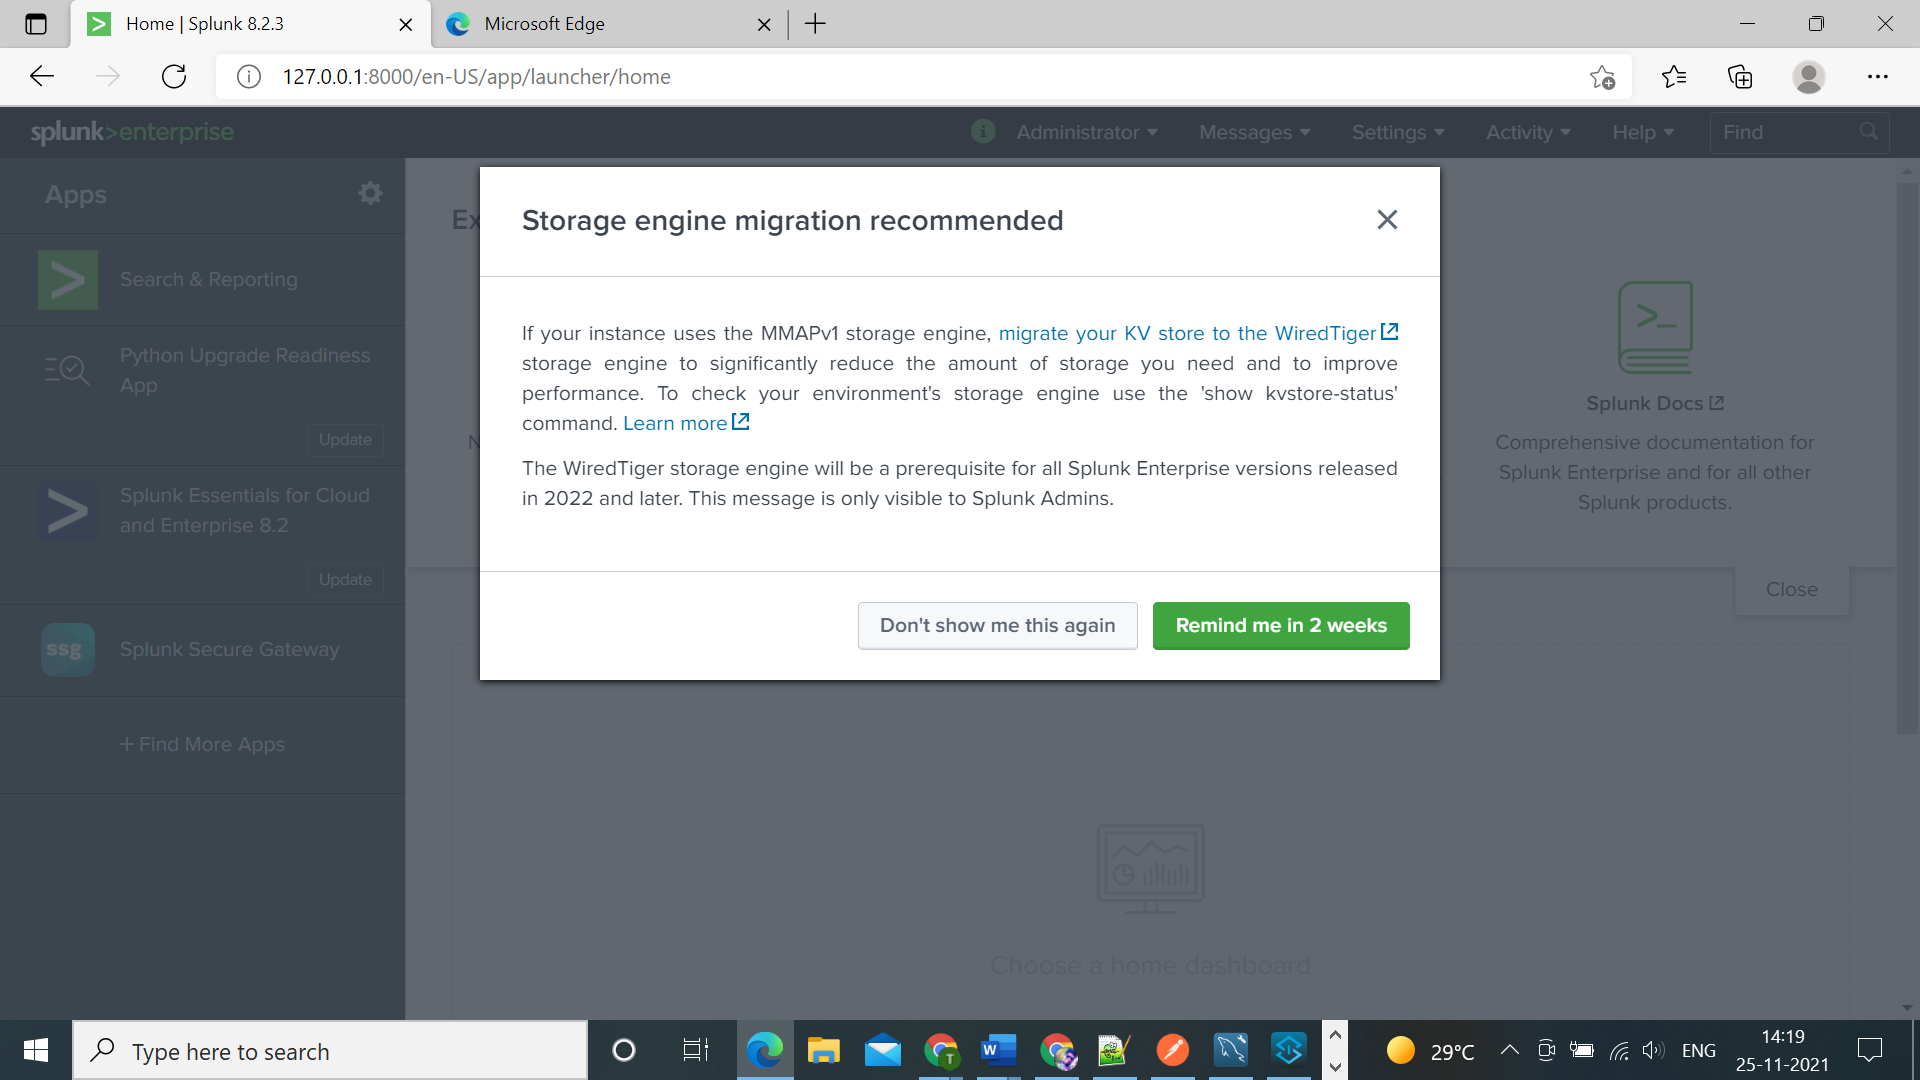 Home | Splunk 8.2.3
Microsoft Edge
127.0.0.1:8000/en-US/app/launcher/home
splunk>enterprise
i
Administrator
Messages
Settings
Activity
Help
Find
Apps
Search & Reporting
Python Upgrade Readiness
App
Update
Splunk Essentials for Cloud
and Enterprise 8.2
Update
ssg
Splunk Secure Gateway
+ Find More Apps
Ex
N
Storage engine migration recommended
If your instance uses the MMAPv1 storage engine, migrate your KV store to the WiredTiger
storage engine to significantly reduce the amount of storage you need and to improve
performance. To check your environment's storage engine use the 'show kvstore-status'
command. Learn more
The WiredTiger storage engine will be a prerequisite for all Splunk Enterprise versions released
in 2022 and later. This message is only visible to Splunk Admins.
Don't show me this again
Remind me in 2 weeks
Splunk Docs
Comprehensive documentation for
Splunk Enterprise and for all other
Splunk products.
Close
Choose a home dashboard
Type here to search
T
W
29°C
ENG
14:19
25-11-2021